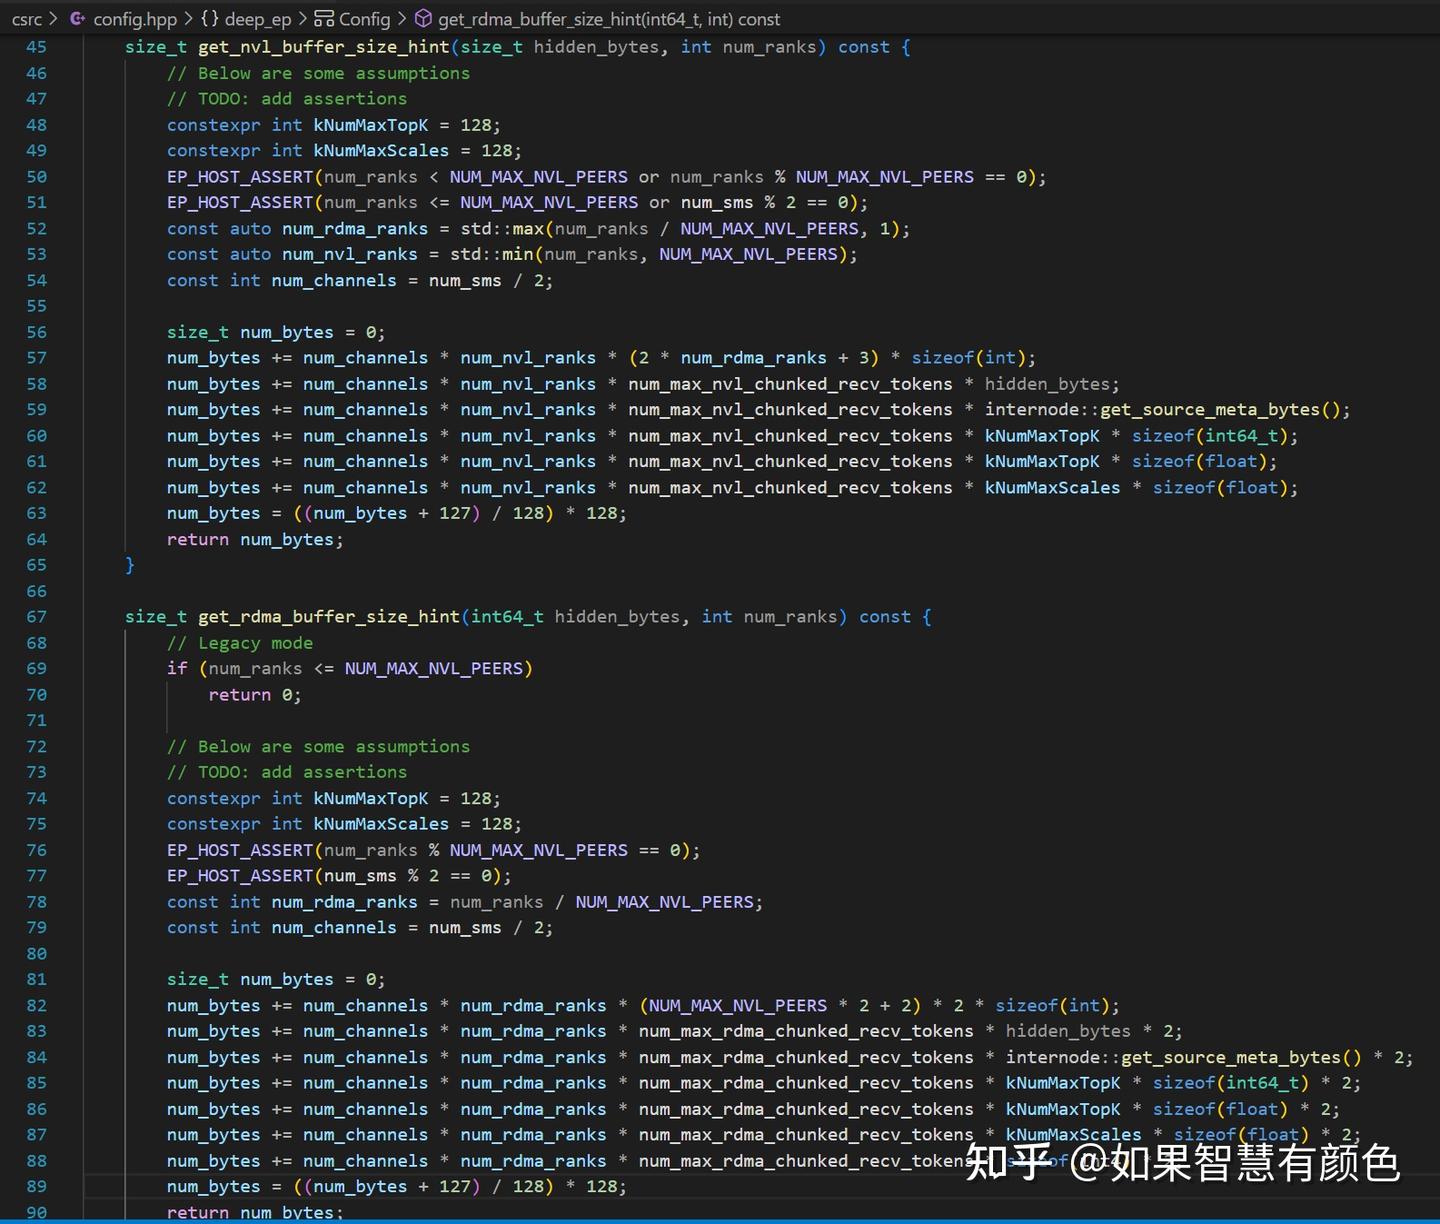 csrc > config.hpp > {} deep_ep > Config > get_rdma_buffer_size_hint(int64_t, int) const
45 size_t get_nvl_buffer_size_hint(size_t hidden_bytes, int num_ranks) const {
46 // Below are some assumptions
47 // TODO: add assertions
48 constexpr int kNumMaxTopK = 128;
49 constexpr int kNumMaxScales = 128;
50 EP_HOST_ASSERT(num_ranks < NUM_MAX_NVL_PEERS or num_ranks % NUM_MAX_NVL_PEERS == 0);
51 EP_HOST_ASSERT(num_ranks <= NUM_MAX_NVL_PEERS or num_sms % 2 == 0);
52 const auto num_rdma_ranks = std::max(num_ranks / NUM_MAX_NVL_PEERS, 1);
53 const auto num_nvl_ranks = std::min(num_ranks, NUM_MAX_NVL_PEERS);
54 const int num_channels = num_sms / 2;
55
56 size_t num_bytes = 0;
57 num_bytes += num_channels * num_nvl_ranks * (2 * num_rdma_ranks + 3) * sizeof(int);
58 num_bytes += num_channels * num_nvl_ranks * num_max_nvl_chunked_recv_tokens * hidden_bytes;
59 num_bytes += num_channels * num_nvl_ranks * num_max_nvl_chunked_recv_tokens * internode::get_source_meta_bytes();
60 num_bytes += num_channels * num_nvl_ranks * num_max_nvl_chunked_recv_tokens * kNumMaxTopK * sizeof(int64_t);
61 num_bytes += num_channels * num_nvl_ranks * num_max_nvl_chunked_recv_tokens * kNumMaxTopK * sizeof(float);
62 num_bytes += num_channels * num_nvl_ranks * num_max_nvl_chunked_recv_tokens * kNumMaxScales * sizeof(float);
63 num_bytes = ((num_bytes + 127) / 128) * 128;
64 return num_bytes;
65 }
66
67 size_t get_rdma_buffer_size_hint(int64_t hidden_bytes, int num_ranks) const {
68 // Legacy mode
69 if (num_ranks <= NUM_MAX_NVL_PEERS)
70 return 0;
71
72 // Below are some assumptions
73 // TODO: add assertions
74 constexpr int kNumMaxTopK = 128;
75 constexpr int kNumMaxScales = 128;
76 EP_HOST_ASSERT(num_ranks % NUM_MAX_NVL_PEERS == 0);
77 EP_HOST_ASSERT(num_sms % 2 == 0);
78 const int num_rdma_ranks = num_ranks / NUM_MAX_NVL_PEERS;
79 const int num_channels = num_sms / 2;
80
81 size_t num_bytes = 0;
82 num_bytes += num_channels * num_rdma_ranks * (NUM_MAX_NVL_PEERS * 2 + 2) * 2 * sizeof(int);
83 num_bytes += num_channels * num_rdma_ranks * num_max_rdma_chunked_recv_tokens * hidden_bytes * 2;
84 num_bytes += num_channels * num_rdma_ranks * num_max_rdma_chunked_recv_tokens * internode::get_source_meta_bytes() * 2;
85 num_bytes += num_channels * num_rdma_ranks * num_max_rdma_chunked_recv_tokens * kNumMaxTopK * sizeof(int64_t) * 2;
86 num_bytes += num_channels * num_rdma_ranks * num_max_rdma_chunked_recv_tokens * kNumMaxTopK * sizeof(float) * 2;
87 num_bytes += num_channels * num_rdma_ranks * num_max_rdma_chunked_recv_tokens * kNumMaxScales * sizeof(float) * 2;
88 num_bytes += num_channels * num_rdma_ranks * num_max_rdma_chunked_recv_tokens
知乎 @如果智慧有颜色
89 num_bytes = ((num_bytes + 127) / 128) * 128;
90 return num_bytes;